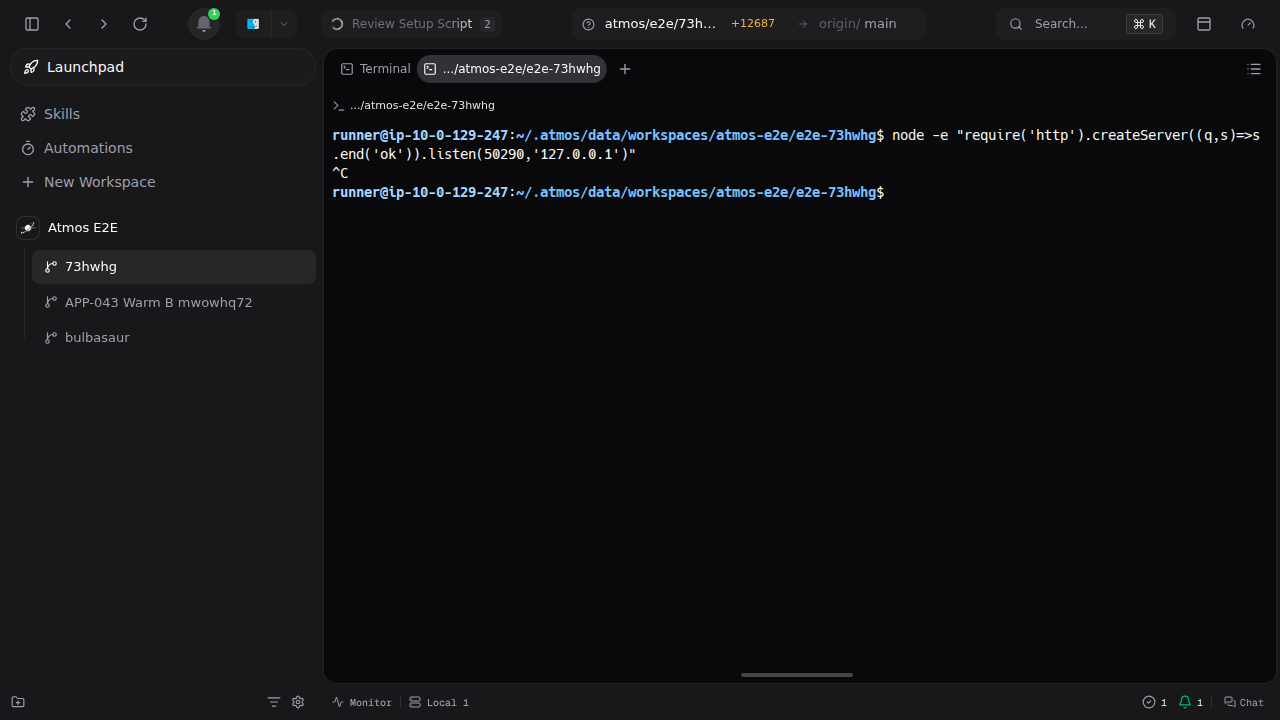 1
Review Setup Script 2
atmos/e2e/73h... +12687 → origin/ main
Search... ⌘ K
Launchpad
Skills
Automations
New Workspace
Atmos E2E
73hwhg
APP-043 Warm B mwowhq72
bulbasaur
Terminal
.../atmos-e2e/e2e-73hwhg
.../atmos-e2e/e2e-73hwhg
runner@ip-10-0-129-247:~/.atmos/data/workspaces/atmos-e2e/e2e-73hwhg$ node -e "require('http').createServer((q,s)=>s
.end('ok')).listen(50290,'127.0.0.1')"
^C
runner@ip-10-0-129-247:~/.atmos/data/workspaces/atmos-e2e/e2e-73hwhg$
Monitor
Local 1
1
1
Chat